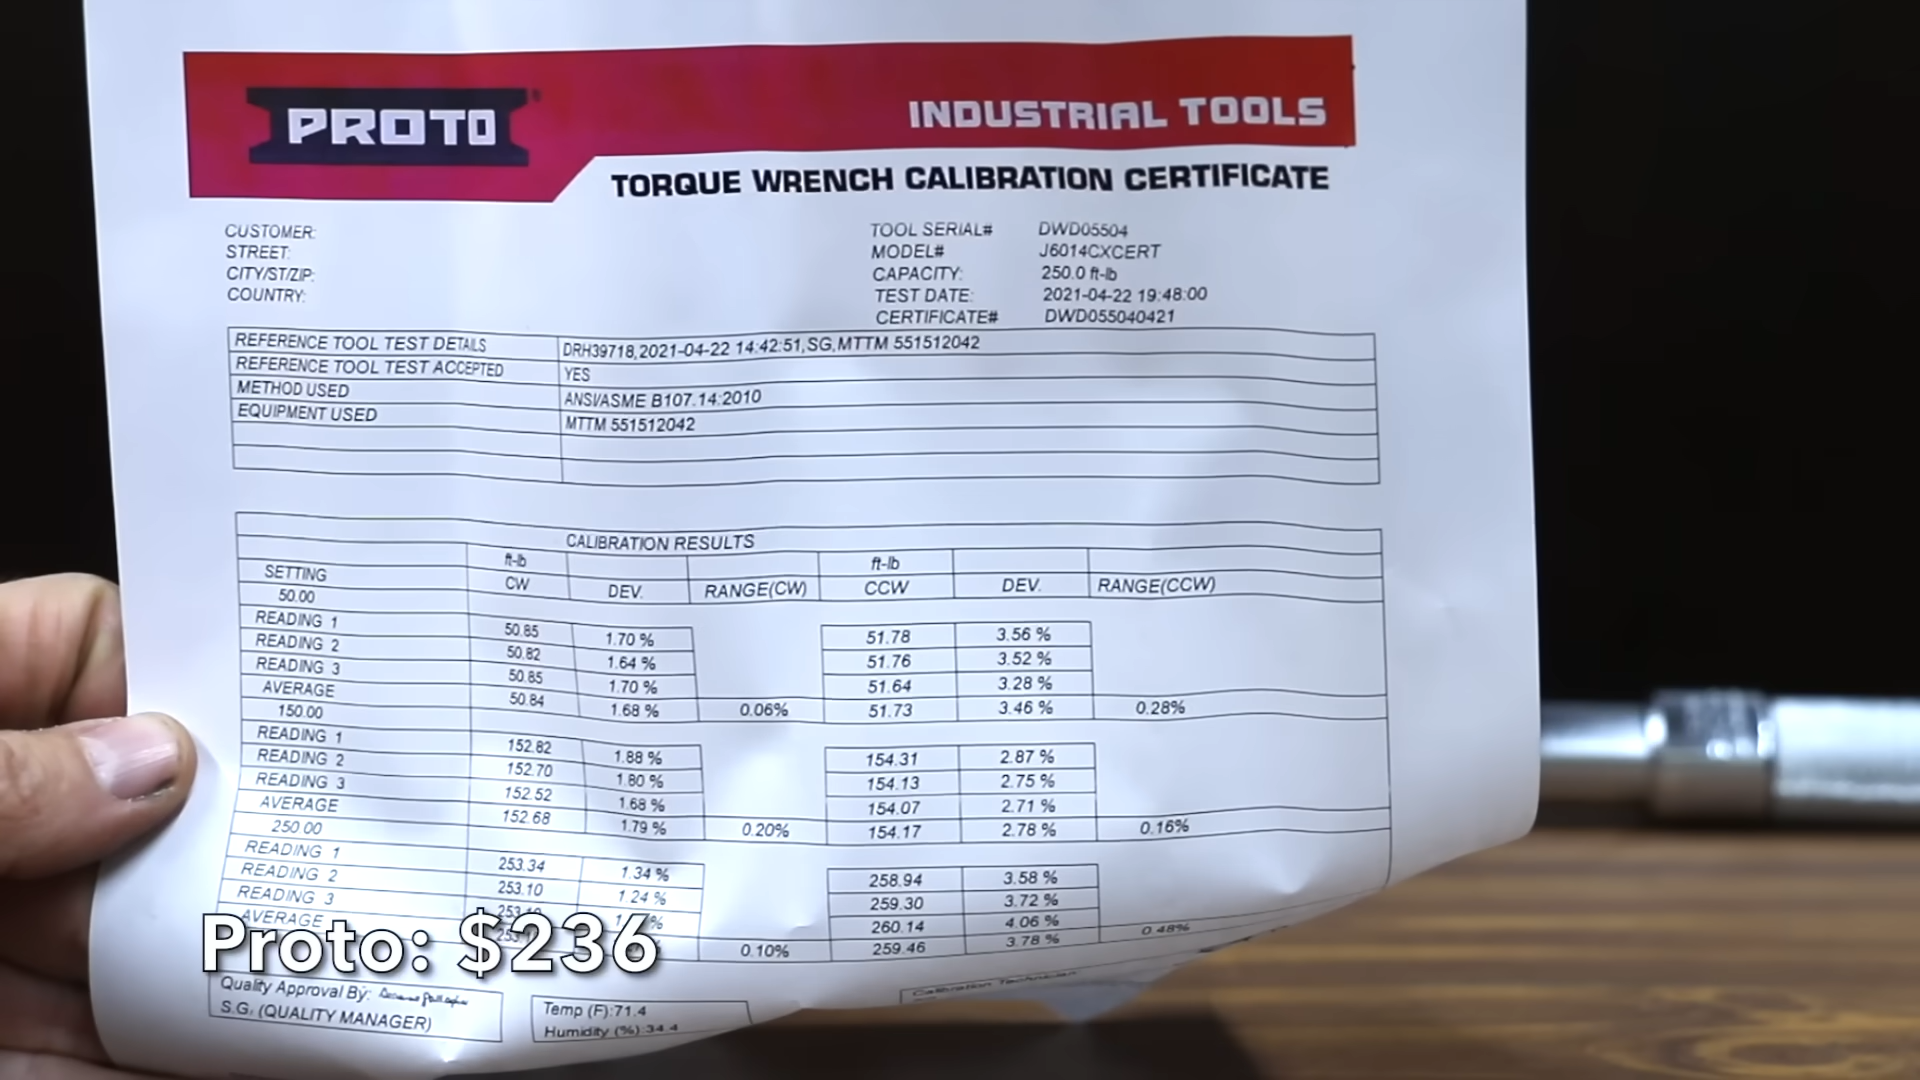 PROTO
INDUSTRIAL TOOLS
TORQUE WRENCH CALIBRATION CERTIFICATE
CUSTOMER:
STREET:
CITY/ST/ZIP:
COUNTRY:
TOOL SERIAL# DWD05504
MODEL# J6014CXCERT
CAPACITY: 250.0 ft-lb
TEST DATE: 2021-04-22 19:48:00
CERTIFICATE# DWD055040421
REFERENCE TOOL TEST DETAILS DRH39718,2021-04-22 14:42:51,SG,MTTM 551512042
REFERENCE TOOL TEST ACCEPTED YES
METHOD USED ANSI/ASME B107.14:2010
EQUIPMENT USED MTTM 551512042
CALIBRATION RESULTS
ft-lb ft-lb
SETTING CW DEV. RANGE(CW) CCW DEV. RANGE(CCW)
50.00
READING 1 50.85 1.70 % 51.78 3.56 %
READING 2 50.82 1.64 % 51.76 3.52 %
READING 3 50.85 1.70 % 51.64 3.28 %
AVERAGE 50.84 1.68 % 0.06% 51.73 3.46 % 0.28%
150.00
READING 1 152.82 1.88 % 154.31 2.87 %
READING 2 152.70 1.80 % 154.13 2.75 %
READING 3 152.52 1.68 % 154.07 2.71 %
AVERAGE 152.68 1.79 % 0.20% 154.17 2.78 % 0.16%
250.00
READING 1 253.34 1.34 % 258.94 3.58 %
READING 2 253.10 1.24 % 259.30 3.72 %
READING 3 260.14 4.06 %
AVERAGE 0.10% 259.46 3.78 % 0.48%
Proto: $236
Quality Approval By:
S.G. (QUALITY MANAGER)
Temp (F):71.4
Humidity (%):34.4
Calibration Technician